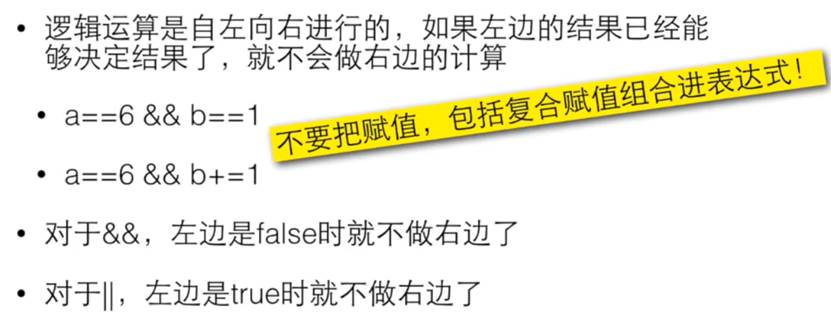 • 逻辑运算是自左向右进行的，如果左边的结果已经能
够决定结果了，就不会做右边的计算
• a==6 && b==1
不要把赋值，包括复合赋值组合进表达式！
• a==6 && b+=1
• 对于&&，左边是false时就不做右边了
• 对于||，左边是true时就不做右边了